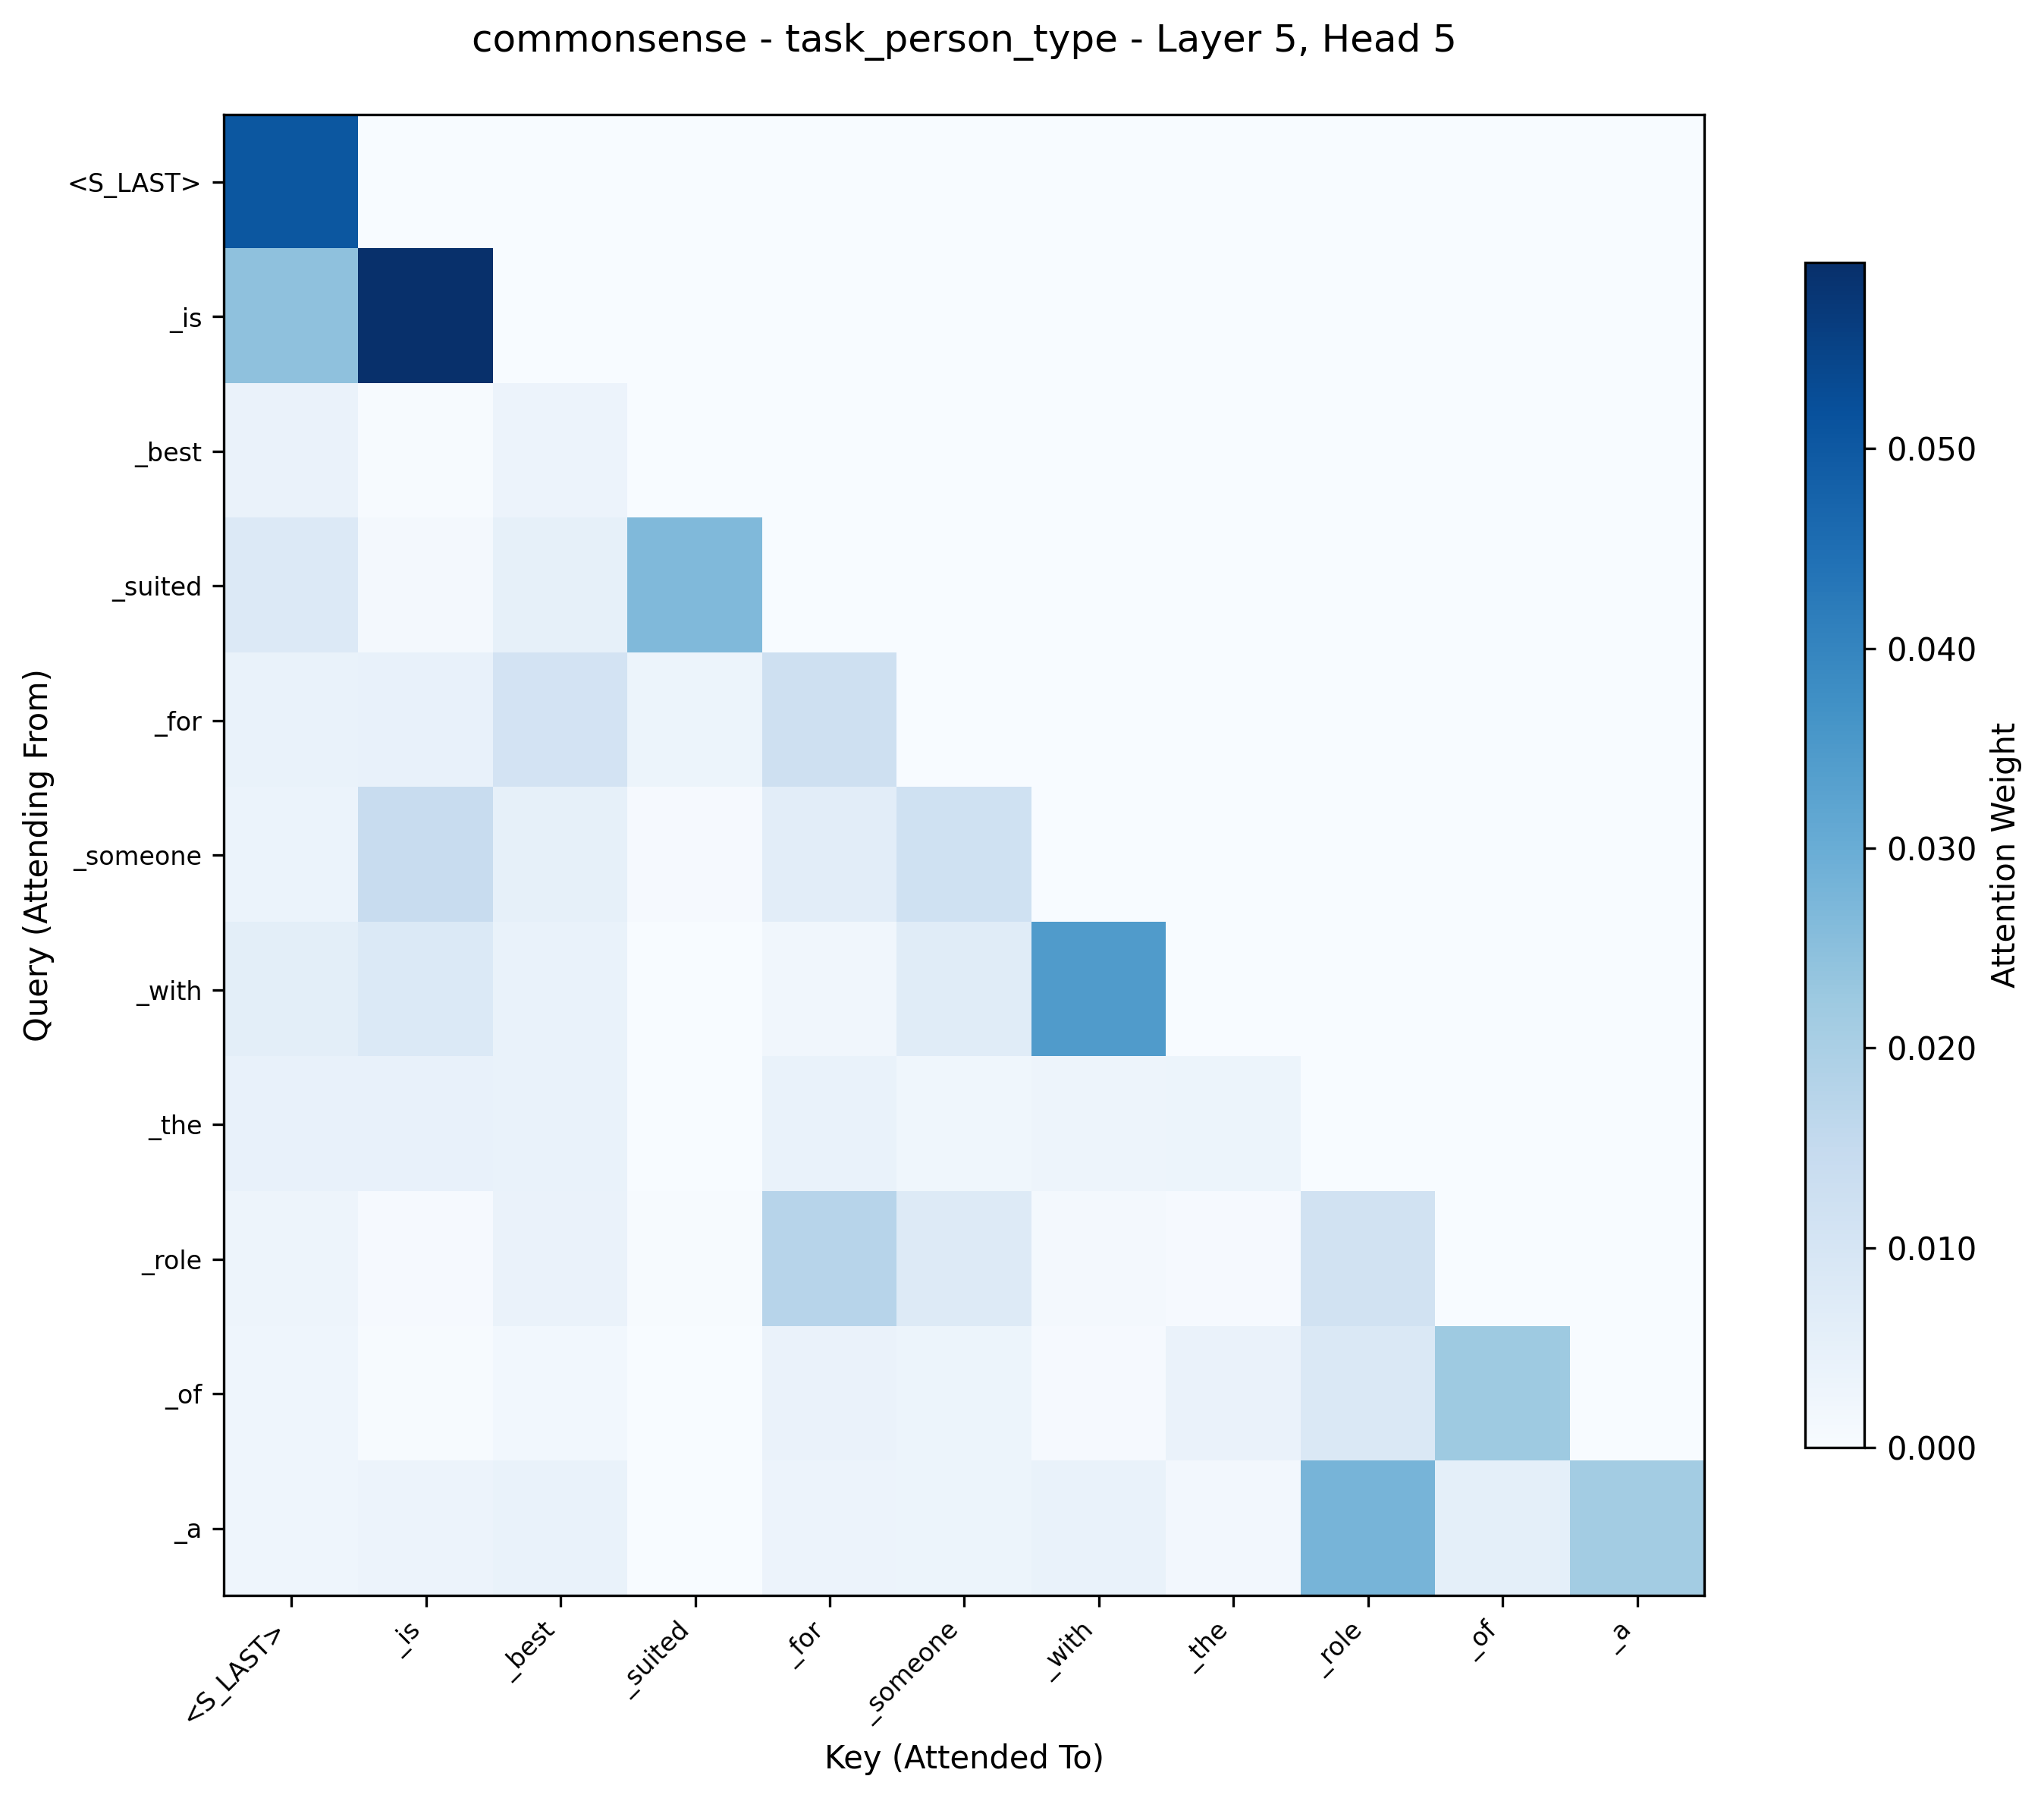 commonsense - task_person_type - Layer 5, Head 5
Query (Attending From)
<S_LAST>
_is
_best
_suited
_for
_someone
_with
_the
_role
_of
_a
<S_LAST>
_is
_best
_suited
_for
_someone
_with
_the
_role
_of
_a
Key (Attended To)
0.050
0.040
0.030
0.020
0.010
0.000
Attention Weight